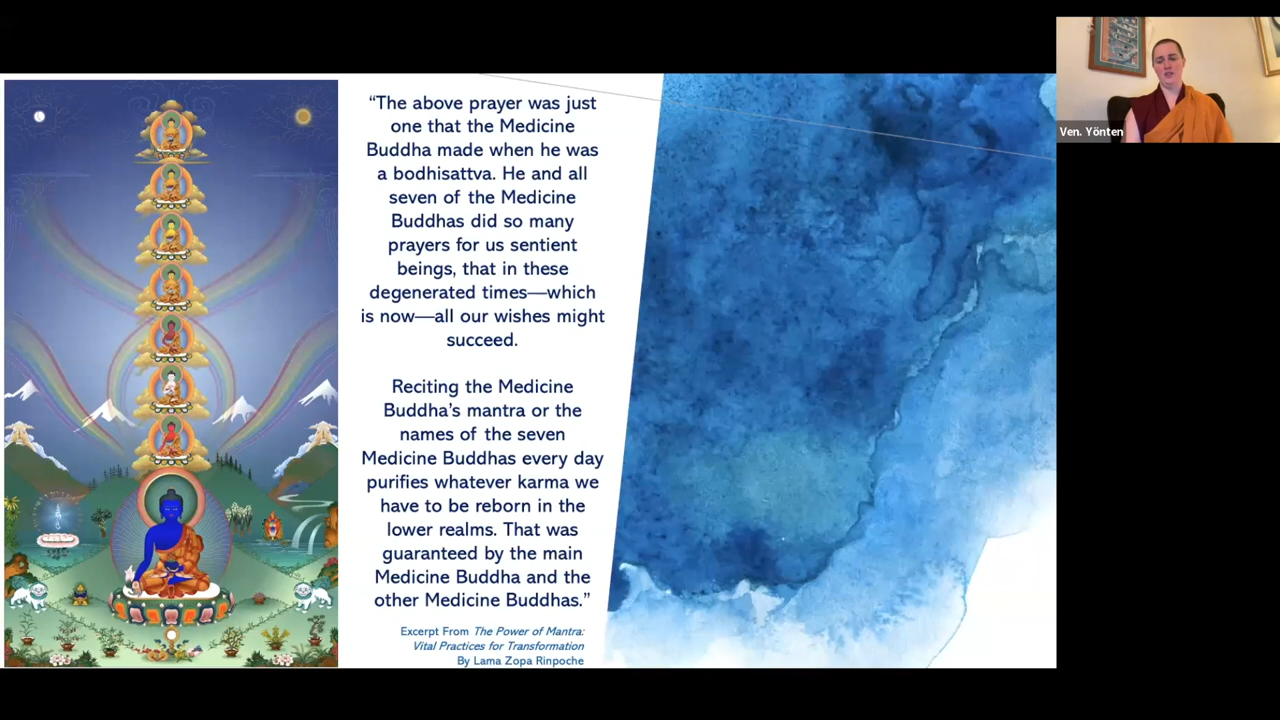 “The above prayer was just
one that the Medicine
Buddha made when he was
a bodhisattva. He and all
seven of the Medicine
Buddhas did so many
prayers for us sentient
beings, that in these
degenerated times—which
is now—all our wishes might
succeed.
Reciting the Medicine
Buddha’s mantra or the
names of the seven
Medicine Buddhas every day
purifies whatever karma we
have to be reborn in the
lower realms. That was
guaranteed by the main
Medicine Buddha and the
other Medicine Buddhas.”
Excerpt From The Power of Mantra:
Vital Practices for Transformation
By Lama Zopa Rinpoche
Ven. Yönten